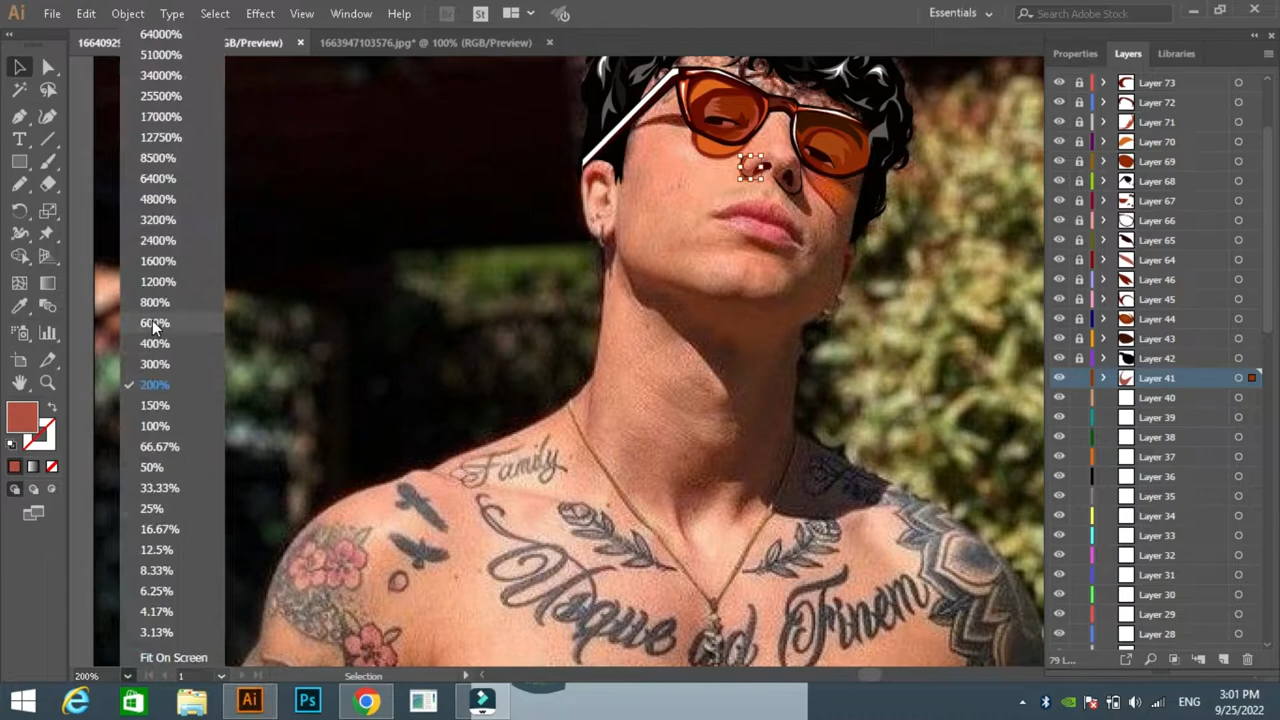 Ai File Edit Object Type Select Effect View Window Help Br St Essentials Search Adobe Stock
GB/Preview) × 1663947103576.jpg* @ 100% (RGB/Preview) ×
Properties Layers Libraries
64000%
51000%
34000%
25500%
17000%
12750%
8500%
6400%
4800%
3200%
2400%
1600%
1200%
800%
600%
400%
300%
200%
150%
100%
66.67%
50%
33.33%
25%
16.67%
12.5%
8.33%
6.25%
4.17%
3.13%
Fit On Screen
Family
Layer 73
Layer 72
Layer 71
Layer 70
Layer 69
Layer 68
Layer 67
Layer 66
Layer 65
Layer 64
Layer 46
Layer 45
Layer 44
Layer 43
Layer 42
Layer 41
Layer 40
Layer 39
Layer 38
Layer 37
Layer 36
Layer 35
Layer 34
Layer 33
Layer 32
Layer 31
Layer 30
Layer 29
Layer 28
79 L...
200% 1 Selection
Ai Ps ENG
3:01 PM
9/25/2022